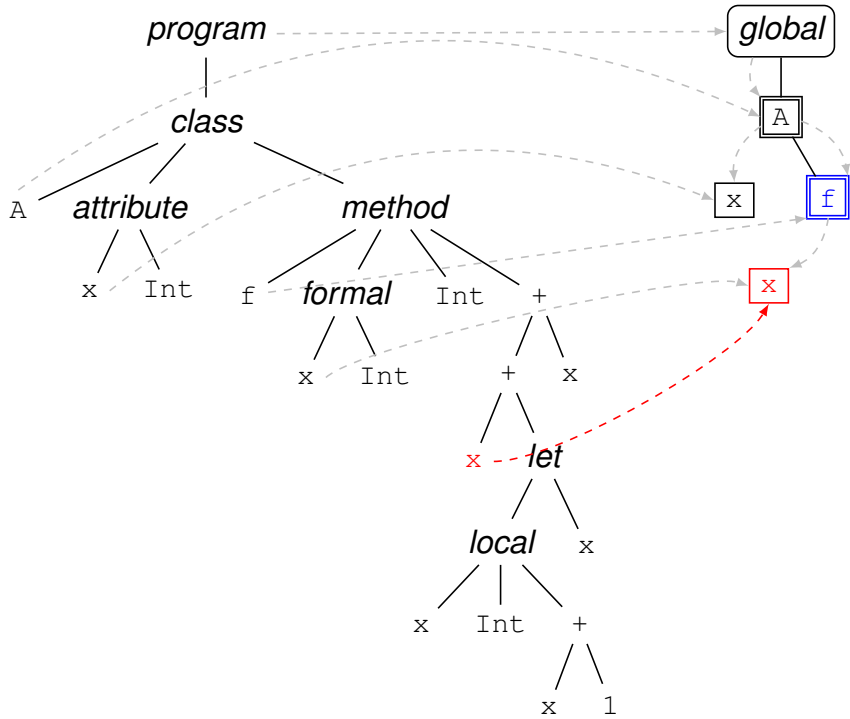 program global
class A
A attribute method x f
x Int f formal Int + x
x Int + x
x let
local x
x Int +
x 1